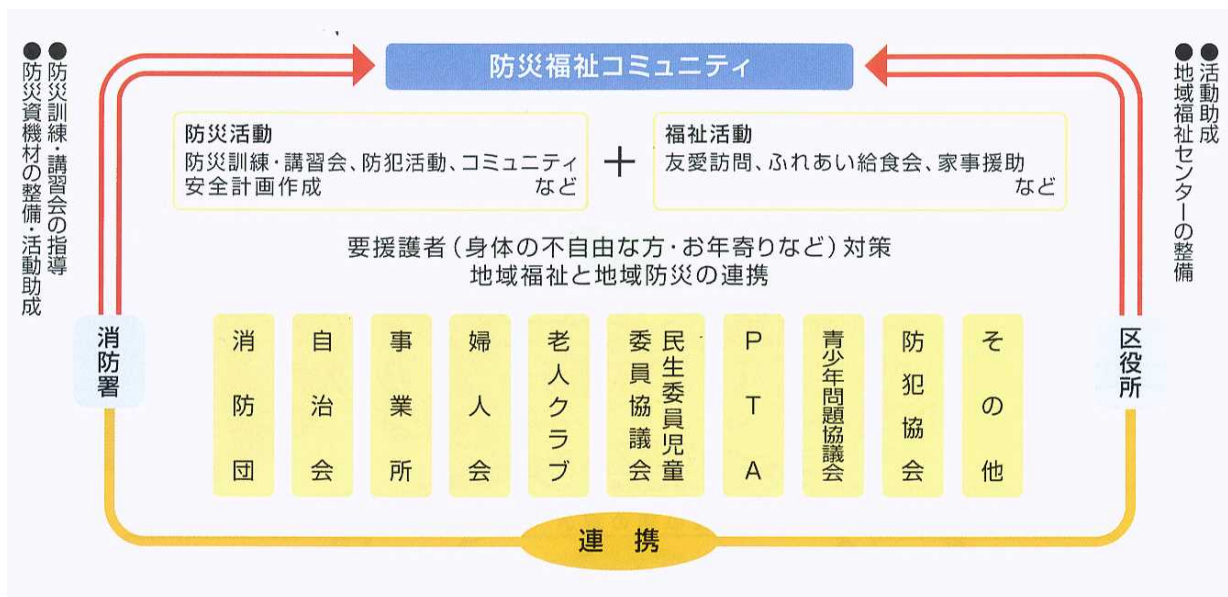 防災福祉コミュニティ
●防災訓練・講習会の指導
●防災資機材の整備・活動助成
●活動助成
●地域福祉センターの整備
防災活動
防災訓練・講習会、防犯活動、コミュニティ
安全計画作成 など
＋
福祉活動
友愛訪問、ふれあい給食会、家事援助
など
要援護者（身体の不自由な方・お年寄りなど）対策
地域福祉と地域防災の連携
消防署
消防団
自治会
事業所
婦人会
老人クラブ
民生委員児童
委員協議会
PTA
青少年問題協議会
防犯協会
その他
区役所
連携